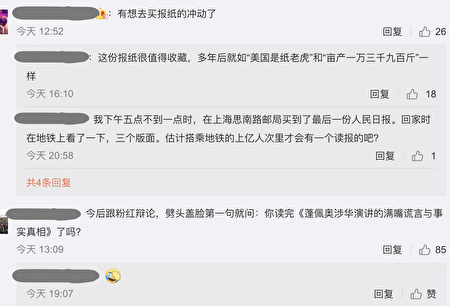 ：有想去买报纸的冲动了
今天 12:52
回复
26
：这份报纸很值得收藏，多年后就如“美国是纸老虎”和“亩产一万三千九百斤”一
样
今天 16:10
回复
18
：我下午五点不到一点时，在上海思南路邮局买到了最后一份人民日报。回家时
在地铁上看了一下，三个版面。估计搭乘地铁的上亿人次里才会有一个读报的吧？
今天 20:58
回复
1
共4条回复
：今后跟粉红辩论，劈头盖脸第一句就问：你读完《蓬佩奥涉华演讲的满嘴谎言与事
实真相》了吗？
今天 13:09
回复
85
：
今天 19:07
回复
赞